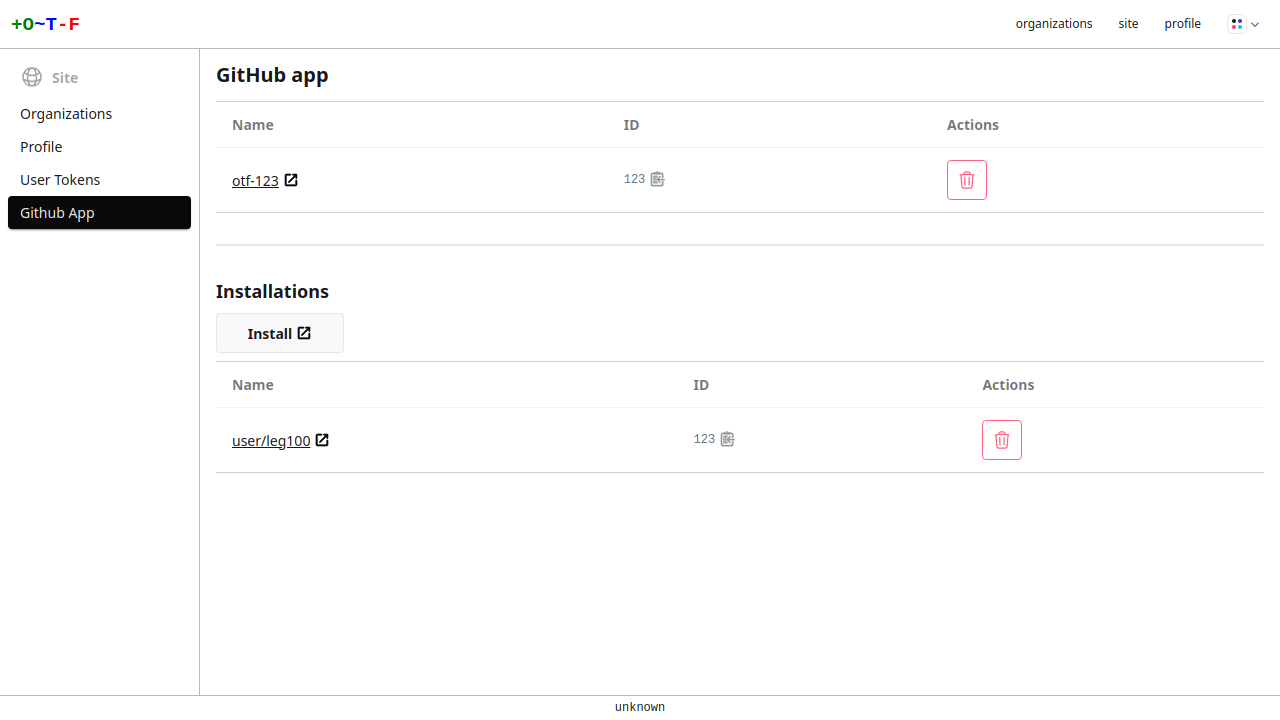 +O~T-F
organizations site profile
Site
Organizations
Profile
User Tokens
Github App
GitHub app
Name ID Actions
otf-123 123
Installations
Install
Name ID Actions
user/leg100 123
unknown